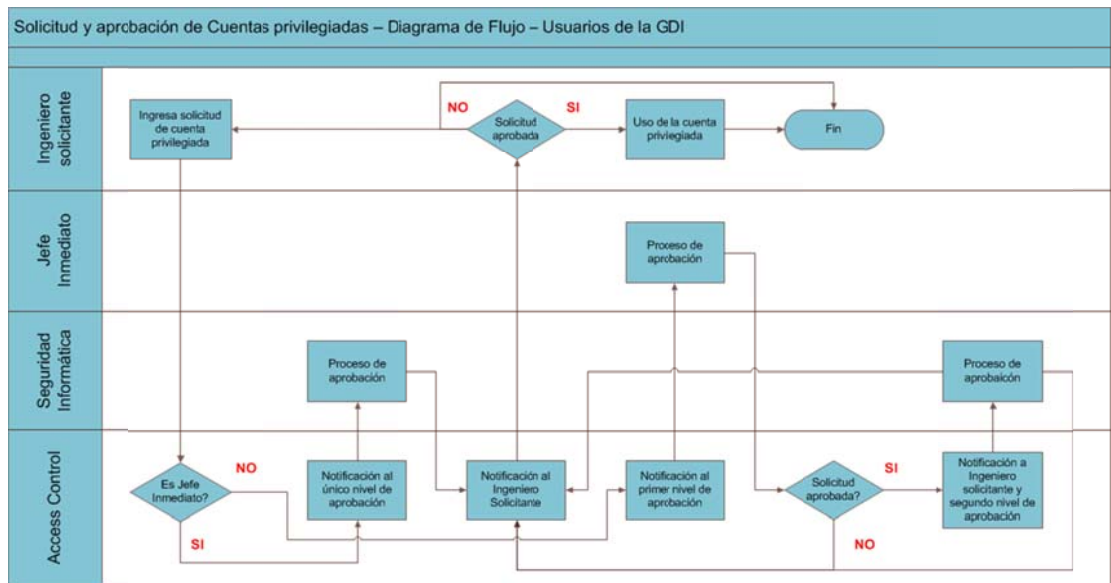 Solicitud y aprobación de Cuentas privilegiadas – Diagrama de Flujo – Usuarios de la GDI
Ingeniero
solicitante
Ingresa solicitud
de cuenta
privilegiada
NO
Solicitud
aprobada
SI
Uso de la cuenta
privilegiada
Fin
Jefe
Inmediato
Proceso de
aprobación
Seguridad
Informática
Proceso de
aprobación
Proceso de
aprobaicón
Access Control
Es Jefe
Inmediato?
NO
SI
Notificación al
único nivel de
aprobación
Notificación al
Ingeniero
Solicitante
Notificación al
primer nivel de
aprobación
Solicitud
aprobada?
SI
NO
Notificación a
Ingeniero
solicitante y
segundo nivel de
aprobación